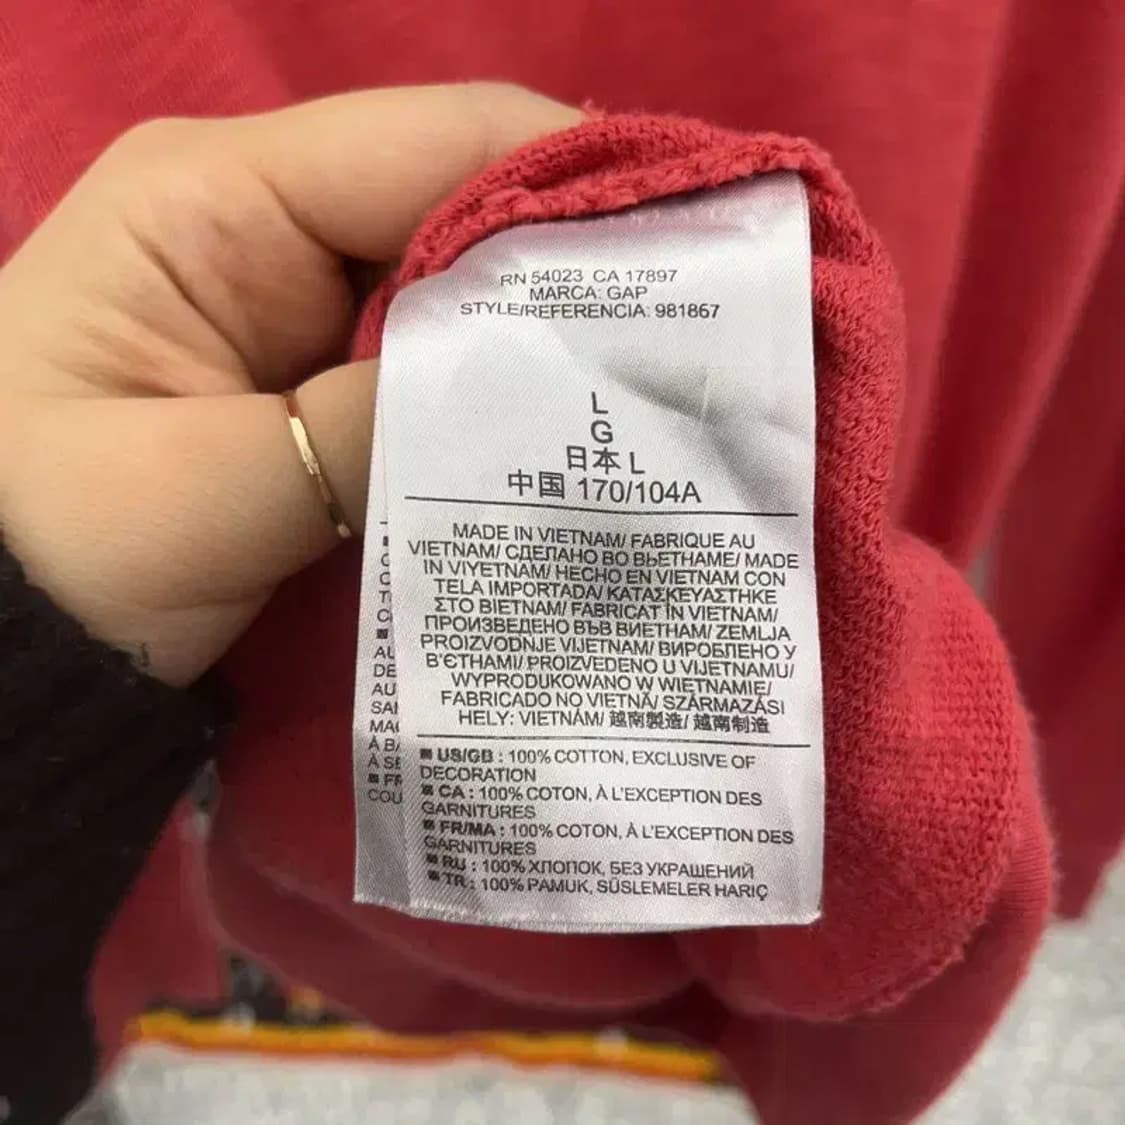 RN 54023 CA 17897
MARCA: GAP
STYLE/REFERENCIA: 981867
L
G
日本 L
中国 170/104A
MADE IN VIETNAM/ FABRIQUE AU
VIETNAM/ СДЕЛАНО ВО ВЬЕТНАМЕ/ MADE
IN VIYETNAM/ HECHO EN VIETNAM CON
TELA IMPORTADA/ ΚΑΤΑΣΚΕΥΑΣΤΗΚΕ
ΣΤΟ ΒΙΕΤΝΑΜ/ FABRICAT ÎN VIETNAM/
ПРОИЗВЕДЕНО ВЪВ ВИЕТНАМ/ ZEMLJA
PROIZVODNJE VIJETNAM/ ВИРОБЛЕНО У
В'ЄТНАМІ/ PROIZVEDENO U VIJETNAMU/
WYPRODUKOWANO W WIETNAMIE/
FABRICADO NO VIETNÃ/ SZÁRMAZÁSI
HELY: VIETNÁM/ 越南製造/ 越南制造
■ US/GB : 100% COTTON, EXCLUSIVE OF
DECORATION
■ CA : 100% COTON, À L'EXCEPTION DES
GARNITURES
■ FR/MA : 100% COTON, À L'EXCEPTION DES
GARNITURES
■ RU : 100% ХЛОПОК, БЕЗ УКРАШЕНИЙ
■ TR : 100% PAMUK, SÜSLEMELER HARİÇ